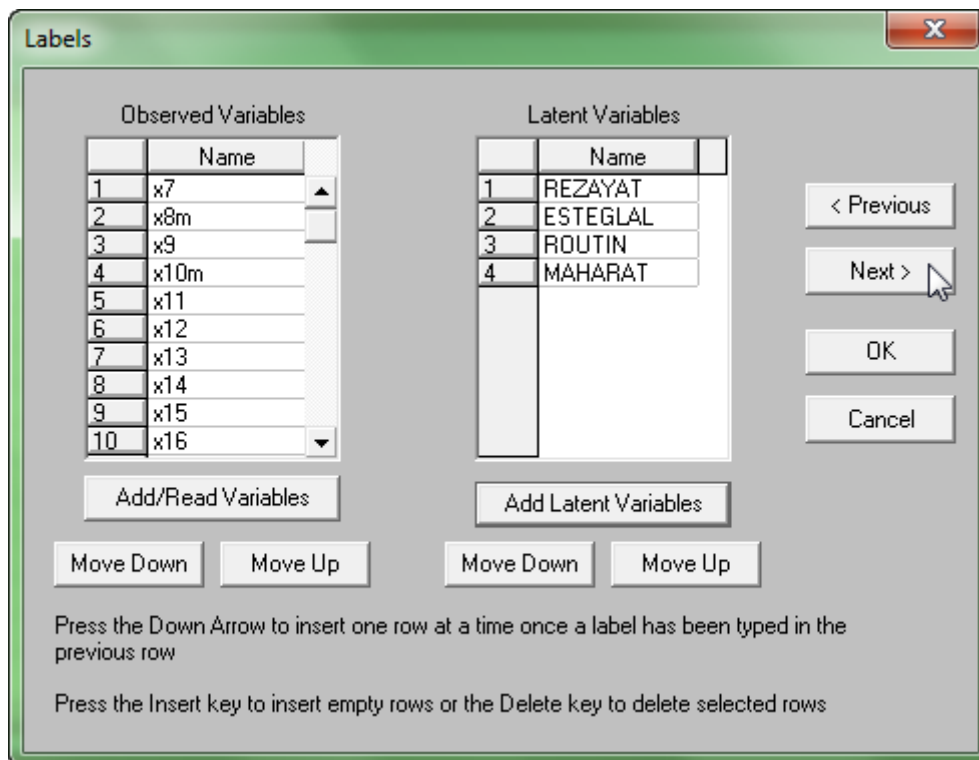 Labels
Observed Variables
Name
1 x7
2 x8m
3 x9
4 x10m
5 x11
6 x12
7 x13
8 x14
9 x15
10 x16
Add/Read Variables
Move Down Move Up
Latent Variables
Name
1 REZAYAT
2 ESTEGLAL
3 ROUTIN
4 MAHARAT
Add Latent Variables
Move Down Move Up
< Previous
Next >
OK
Cancel
Press the Down Arrow to insert one row at a time once a label has been typed in the
previous row
Press the Insert key to insert empty rows or the Delete key to delete selected rows